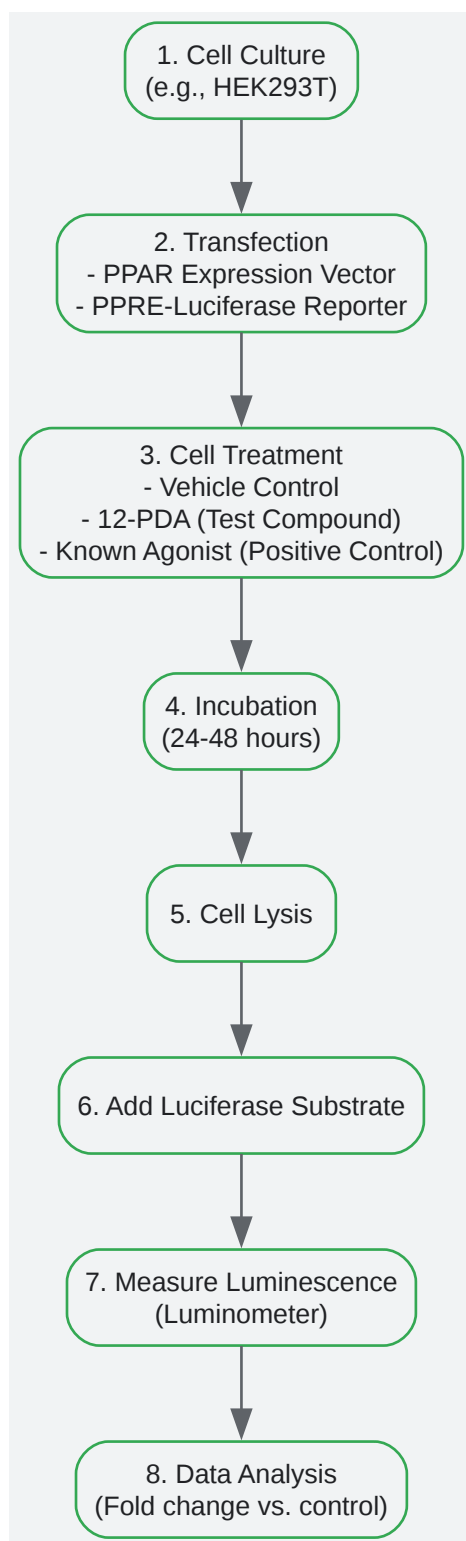 1. Cell Culture
(e.g., HEK293T)
2. Transfection
- PPAR Expression Vector
- PPRE-Luciferase Reporter
3. Cell Treatment
- Vehicle Control
- 12-PDA (Test Compound)
- Known Agonist (Positive Control)
4. Incubation
(24-48 hours)
5. Cell Lysis
6. Add Luciferase Substrate
7. Measure Luminescence
(Luminometer)
8. Data Analysis
(Fold change vs. control)